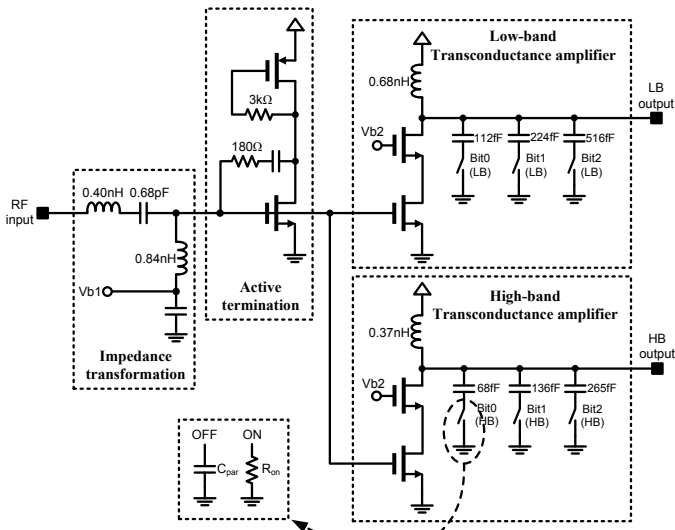 Low-band
Transconductance amplifier
0.68nH
LB
output
3kΩ
Vb2
112fF
224fF
516fF
Bit0
(LB)
Bit1
(LB)
Bit2
(LB)
180Ω
0.40nH
0.68pF
RF
input
0.84nH
Vb1
Active
termination
Impedance
transformation
High-band
Transconductance amplifier
0.37nH
HB
output
Vb2
68fF
136fF
265fF
Bit0
(HB)
Bit1
(HB)
Bit2
(HB)
OFF
ON
Cpar
Ron